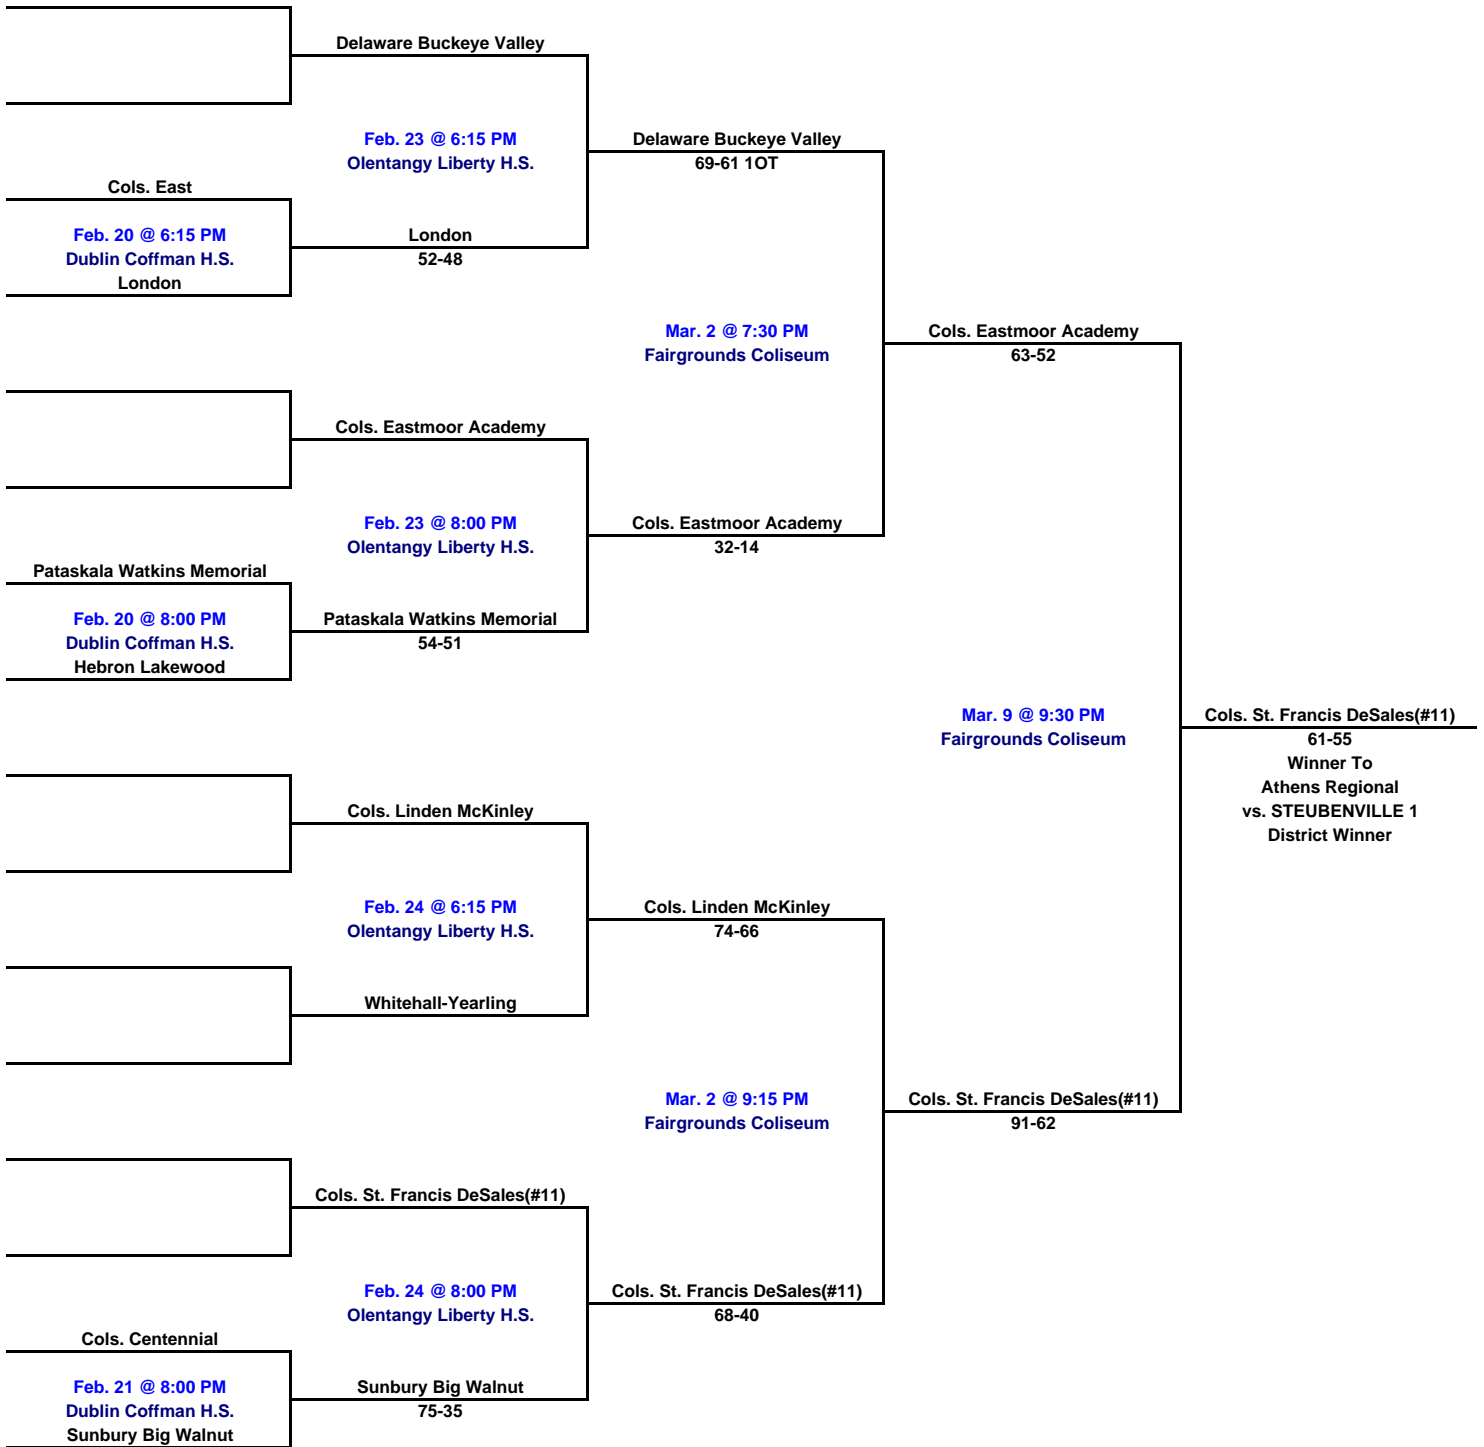 Delaware Buckeye Valley
Feb. 23 @ 6:15 PM
Olentangy Liberty H.S.
Delaware Buckeye Valley
69-61 1OT
Cols. East
Feb. 20 @ 6:15 PM
Dublin Coffman H.S.
London
London
52-48
Mar. 2 @ 7:30 PM
Fairgrounds Coliseum
Cols. Eastmoor Academy
63-52
Cols. Eastmoor Academy
Feb. 23 @ 8:00 PM
Olentangy Liberty H.S.
Cols. Eastmoor Academy
32-14
Pataskala Watkins Memorial
Feb. 20 @ 8:00 PM
Dublin Coffman H.S.
Hebron Lakewood
Pataskala Watkins Memorial
54-51
Mar. 9 @ 9:30 PM
Fairgrounds Coliseum
Cols. St. Francis DeSales(#11)
61-55
Winner To
Athens Regional
vs. STEUBENVILLE 1
District Winner
Cols. Linden McKinley
Feb. 24 @ 6:15 PM
Olentangy Liberty H.S.
Cols. Linden McKinley
74-66
Whitehall-Yearling
Mar. 2 @ 9:15 PM
Fairgrounds Coliseum
Cols. St. Francis DeSales(#11)
91-62
Cols. St. Francis DeSales(#11)
Feb. 24 @ 8:00 PM
Olentangy Liberty H.S.
Cols. St. Francis DeSales(#11)
68-40
Cols. Centennial
Feb. 21 @ 8:00 PM
Dublin Coffman H.S.
Sunbury Big Walnut
Sunbury Big Walnut
75-35